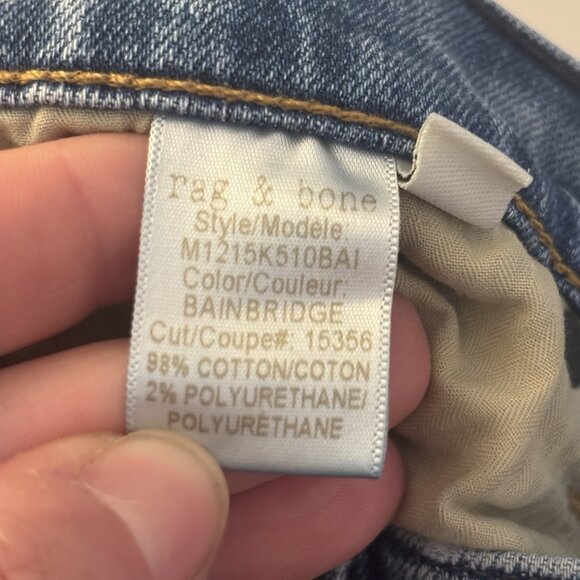 rag & bone
Style/Modèle
M1215K510BAI
Color/Couleur:
BAINBRIDGE
Cut/Coupe#: 15356
98% COTTON/COTON
2% POLYURETHANE/
POLYURÉTHANE